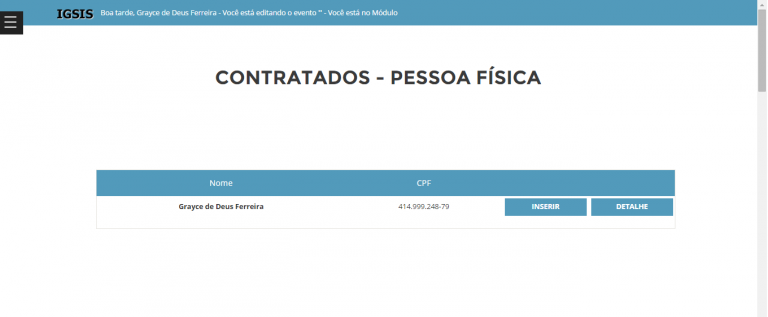 IGSIS Boa tarde, Grayce de Deus Ferreira - Você está editando o evento "" - Você está no Módulo
CONTRATADOS - PESSOA FÍSICA
Nome CPF
Grayce de Deus Ferreira 414.999.248-79 INSERIR DETALHE